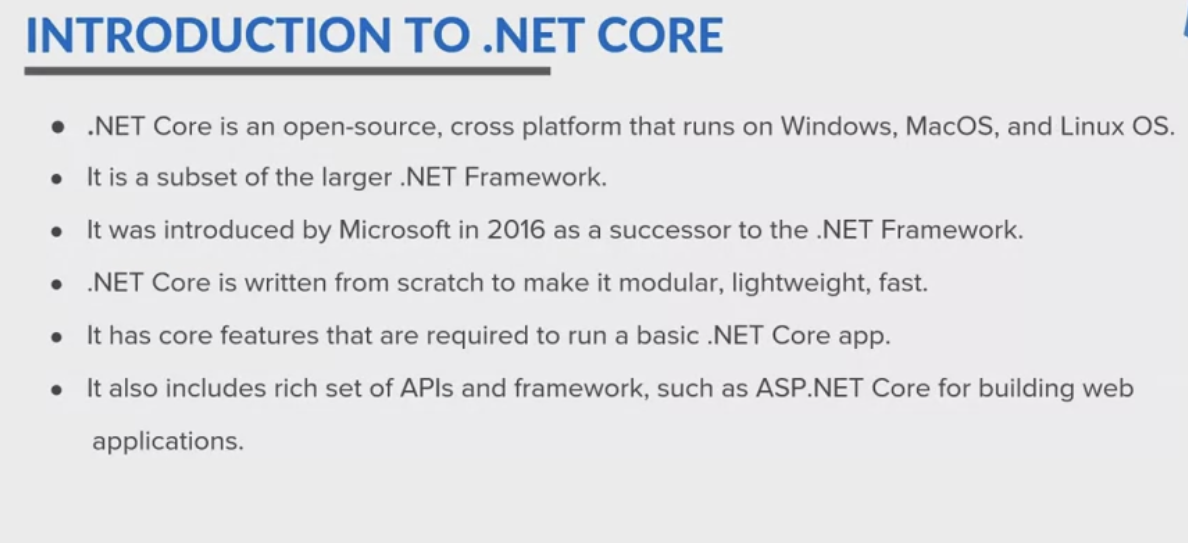 INTRODUCTION TO .NET CORE
● .NET Core is an open-source, cross platform that runs on Windows, MacOS, and Linux OS.
● It is a subset of the larger .NET Framework.
● It was introduced by Microsoft in 2016 as a successor to the .NET Framework.
● .NET Core is written from scratch to make it modular, lightweight, fast.
● It has core features that are required to run a basic .NET Core app.
● It also includes rich set of APIs and framework, such as ASP.NET Core for building web
applications.